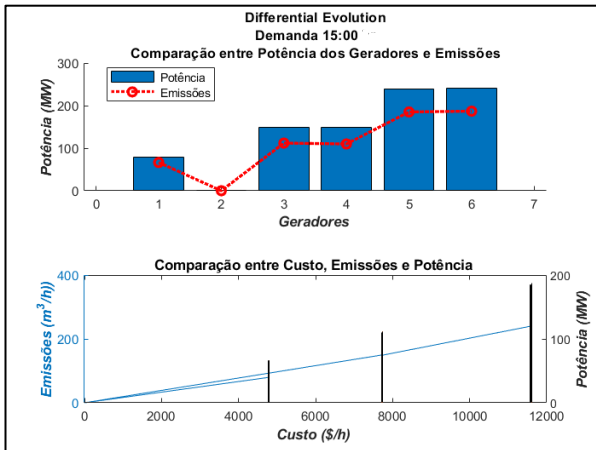 Differential Evolution
Demanda 15:00
Comparação entre Potência dos Geradores e Emissões
Potência (MW)
300
200
100
0
Potência
Emissões
0 1 2 3 4 5 6 7
Geradores
Comparação entre Custo, Emissões e Potência
Emissões (m³/h))
400
200
0
200
100
0
Potência (MW)
0 2000 4000 6000 8000 10000 12000
Custo ($/h)